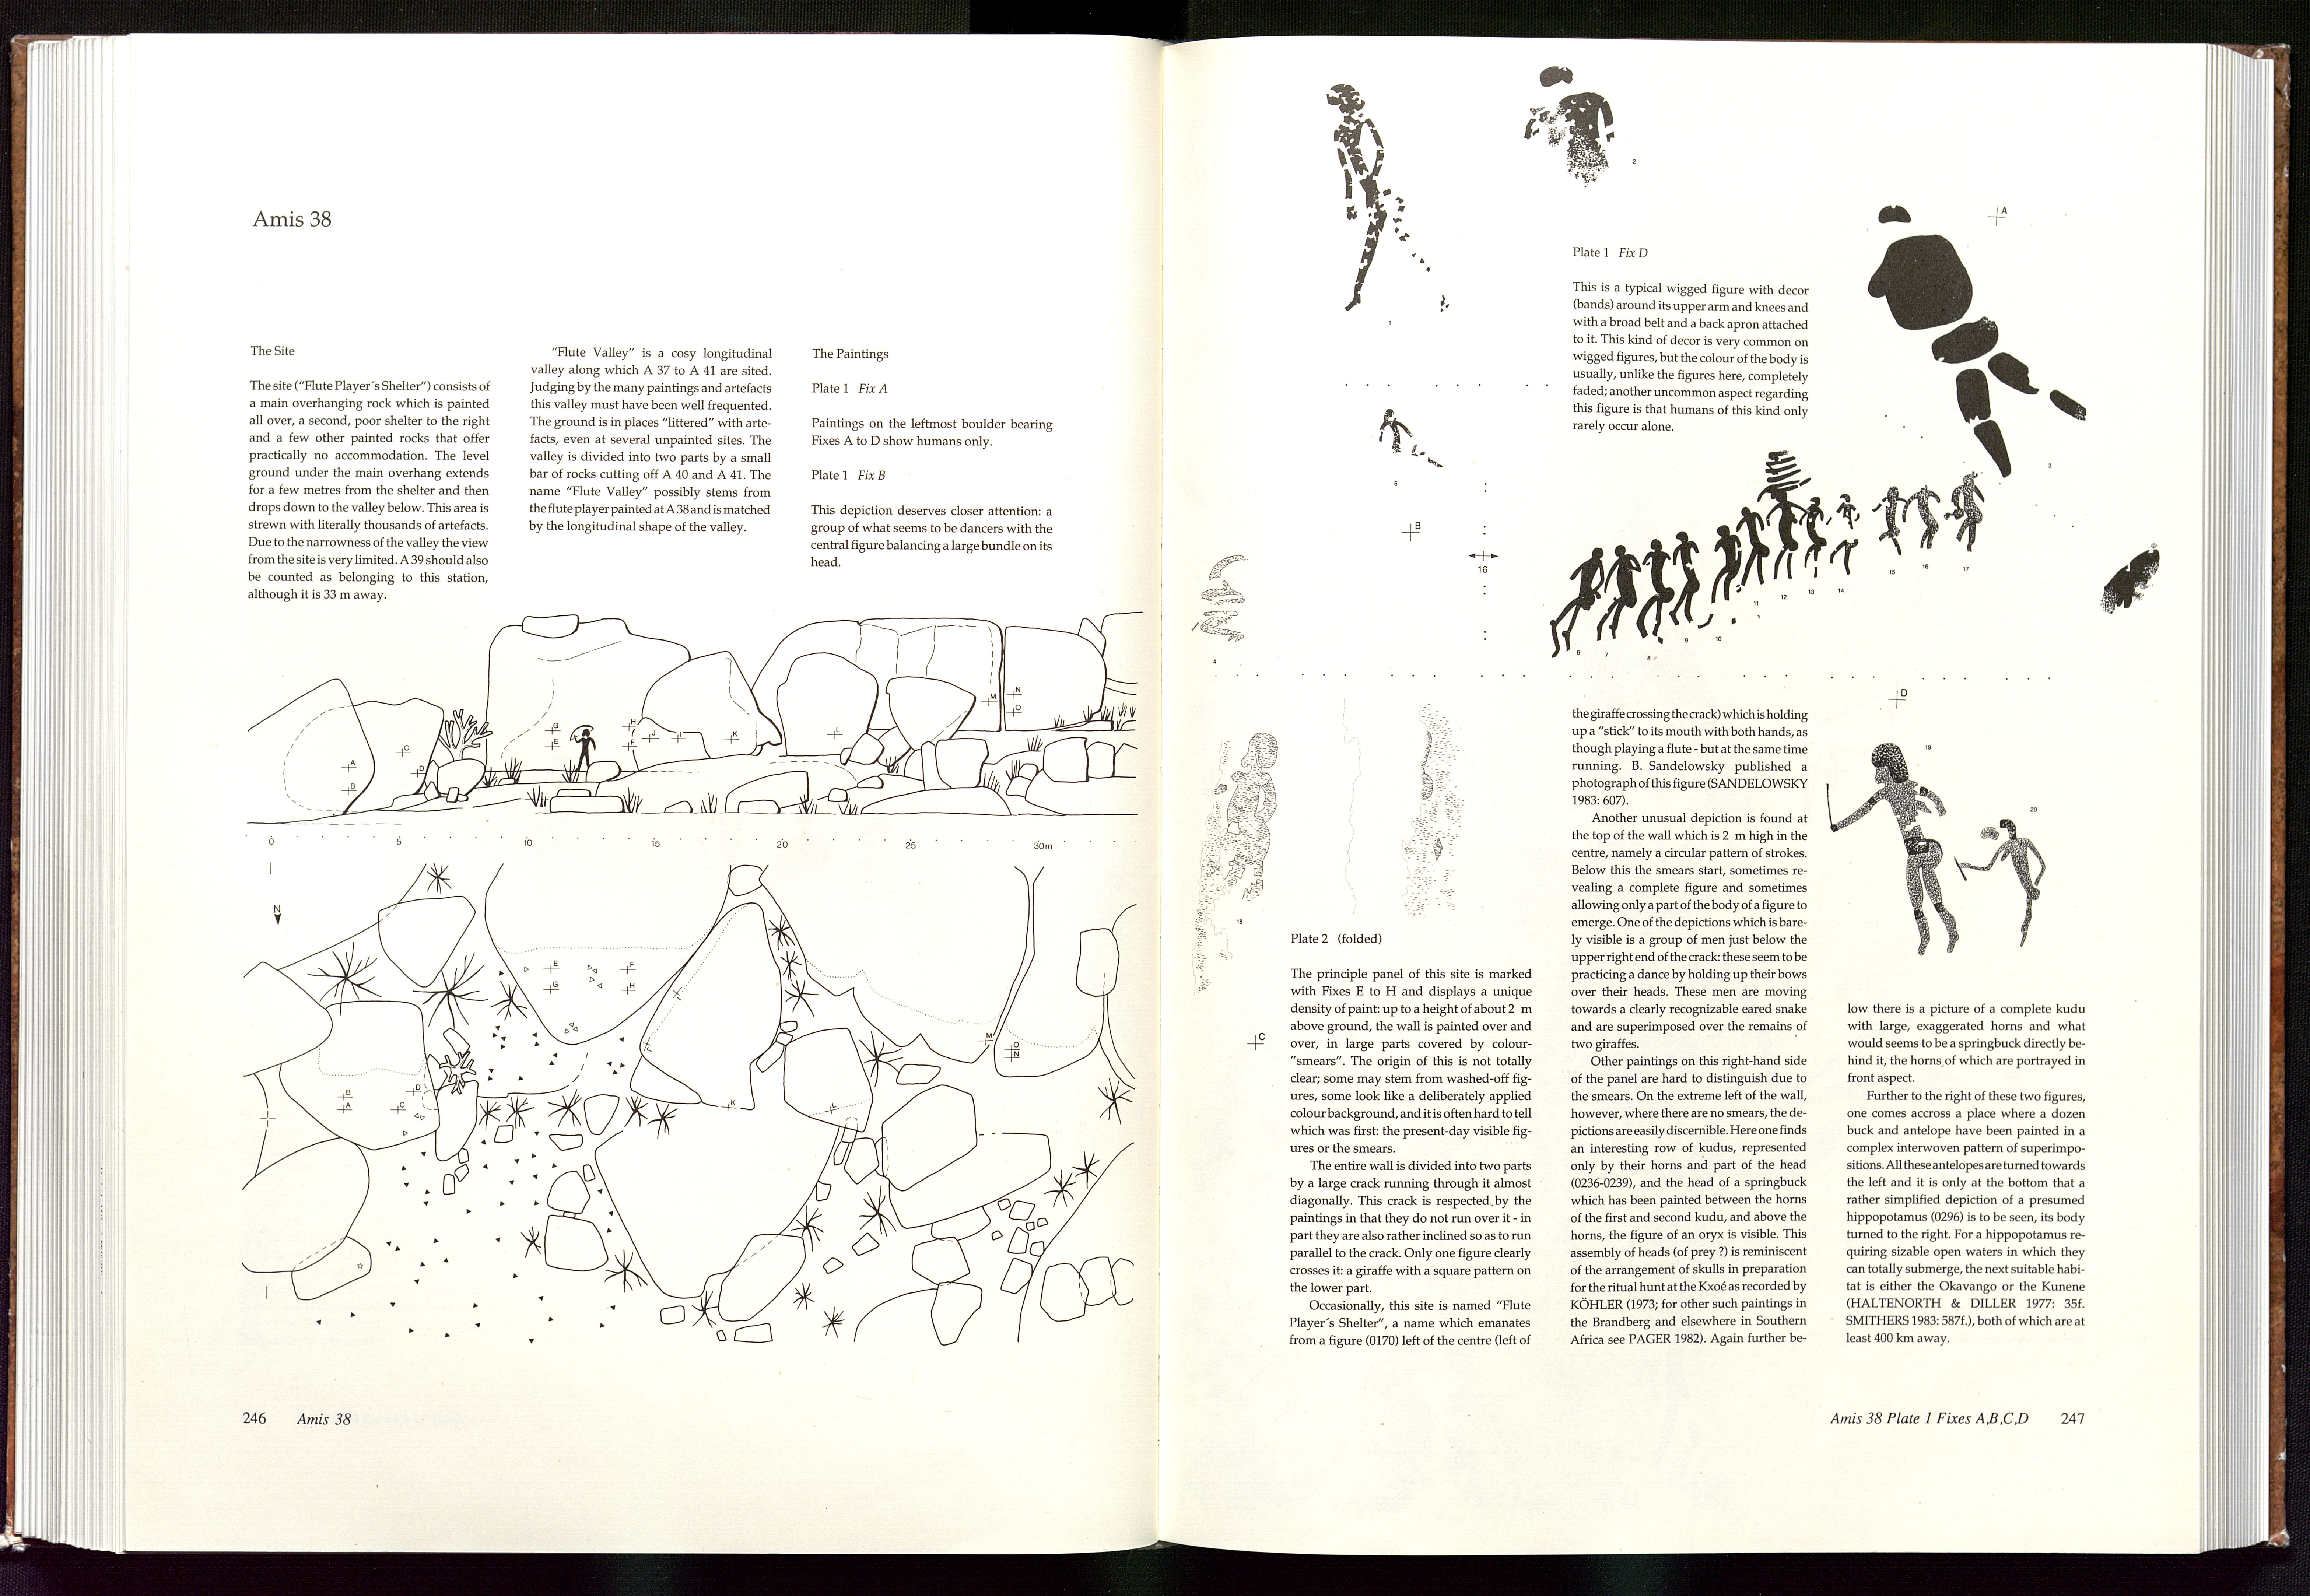 Amis 38
The Site
The site ("Flute Player´s Shelter") consists of
a main overhanging rock which is painted
all over, a second, poor shelter to the right
and a few other painted rocks that offer
practically no accommodation. The level
ground under the main overhang extends
for a few metres from the shelter and then
drops down to the valley below. This area is
strewn with literally thousands of artefacts.
Due to the narrowness of the valley the view
from the site is very limited. A 39 should also
be counted as belonging to this station,
although it is 33 m away.
"Flute Valley" is a cosy longitudinal
valley along which A 37 to A 41 are sited.
Judging by the many paintings and artefacts
this valley must have been well frequented.
The ground is in places "littered" with arte-
facts, even at several unpainted sites. The
valley is divided into two parts by a small
bar of rocks cutting off A 40 and A 41. The
name "Flute Valley" possibly stems from
the flute player painted at A 38 and is matched
by the longitudinal shape of the valley.
The Paintings
Plate 1 Fix A
Paintings on the leftmost boulder bearing
Fixes A to D show humans only.
Plate 1 Fix B
This depiction deserves closer attention: a
group of what seems to be dancers with the
central figure balancing a large bundle on its
head.
A
B
C
D
G
E
H
F
J
I
K
L
M
N
O
0 5 10 15 20 25 30m
N
E F
G H
M
O
N
B
A
C
D
K
L
246 Amis 38
1
2
A
3
Plate 1 Fix D
This is a typical wigged figure with decor
(bands) around its upper arm and knees and
with a broad belt and a back apron attached
to it. This kind of decor is very common on
wigged figures, but the colour of the body is
usually, unlike the figures here, completely
faded; another uncommon aspect regarding
this figure is that humans of this kind only
rarely occur alone.
5
B
16
4
6 7 8 9 10 11 12 13 14 15 16 17
D
18
C
19
20
Plate 2 (folded)
The principle panel of this site is marked
with Fixes E to H and displays a unique
density of paint: up to a height of about 2 m
above ground, the wall is painted over and
over, in large parts covered by colour-
"smears". The origin of this is not totally
clear; some may stem from washed-off fig-
ures, some look like a deliberately applied
colour background, and it is often hard to tell
which was first: the present-day visible fig-
ures or the smears.
The entire wall is divided into two parts
by a large crack running through it almost
diagonally. This crack is respected by the
paintings in that they do not run over it - in
part they are also rather inclined so as to run
parallel to the crack. Only one figure clearly
crosses it: a giraffe with a square pattern on
the lower part.
Occasionally, this site is named "Flute
Player´s Shelter", a name which emanates
from a figure (0170) left of the centre (left of
the giraffe crossing the crack) which is holding
up a "stick" to its mouth with both hands, as
though playing a flute - but at the same time
running. B. Sandelowsky published a
photograph of this figure (SANDELOWSKY
1983: 607).
Another unusual depiction is found at
the top of the wall which is 2 m high in the
centre, namely a circular pattern of strokes.
Below this the smears start, sometimes re-
vealing a complete figure and sometimes
allowing only a part of the body of a figure to
emerge. One of the depictions which is bare-
ly visible is a group of men just below the
upper right end of the crack: these seem to be
practicing a dance by holding up their bows
over their heads. These men are moving
towards a clearly recognizable eared snake
and are superimposed over the remains of
two giraffes.
Other paintings on this right-hand side
of the panel are hard to distinguish due to
the smears. On the extreme left of the wall,
however, where there are no smears, the de-
pictions are easily discernible. Here one finds
an interesting row of kudus, represented
only by their horns and part of the head
(0236-0239), and the head of a springbuck
which has been painted between the horns
of the first and second kudu, and above the
horns, the figure of an oryx is visible. This
assembly of heads (of prey ?) is reminiscent
of the arrangement of skulls in preparation
for the ritual hunt at the Kxoé as recorded by
KÖHLER (1973; for other such paintings in
the Brandberg and elsewhere in Southern
Africa see PAGER 1982). Again further be-
low there is a picture of a complete kudu
with large, exaggerated horns and what
would seems to be a springbuck directly be-
hind it, the horns of which are portrayed in
front aspect.
Further to the right of these two figures,
one comes accross a place where a dozen
buck and antelope have been painted in a
complex interwoven pattern of superimpo-
sitions. All these antelopes are turned towards
the left and it is only at the bottom that a
rather simplified depiction of a presumed
hippopotamus (0296) is to be seen, its body
turned to the right. For a hippopotamus re-
quiring sizable open waters in which they
can totally submerge, the next suitable habi-
tat is either the Okavango or the Kunene
(HALTENORTH & DILLER 1977: 35f.
SMITHERS 1983: 587f.), both of which are at
least 400 km away.
Amis 38 Plate 1 Fixes A,B,C,D 247